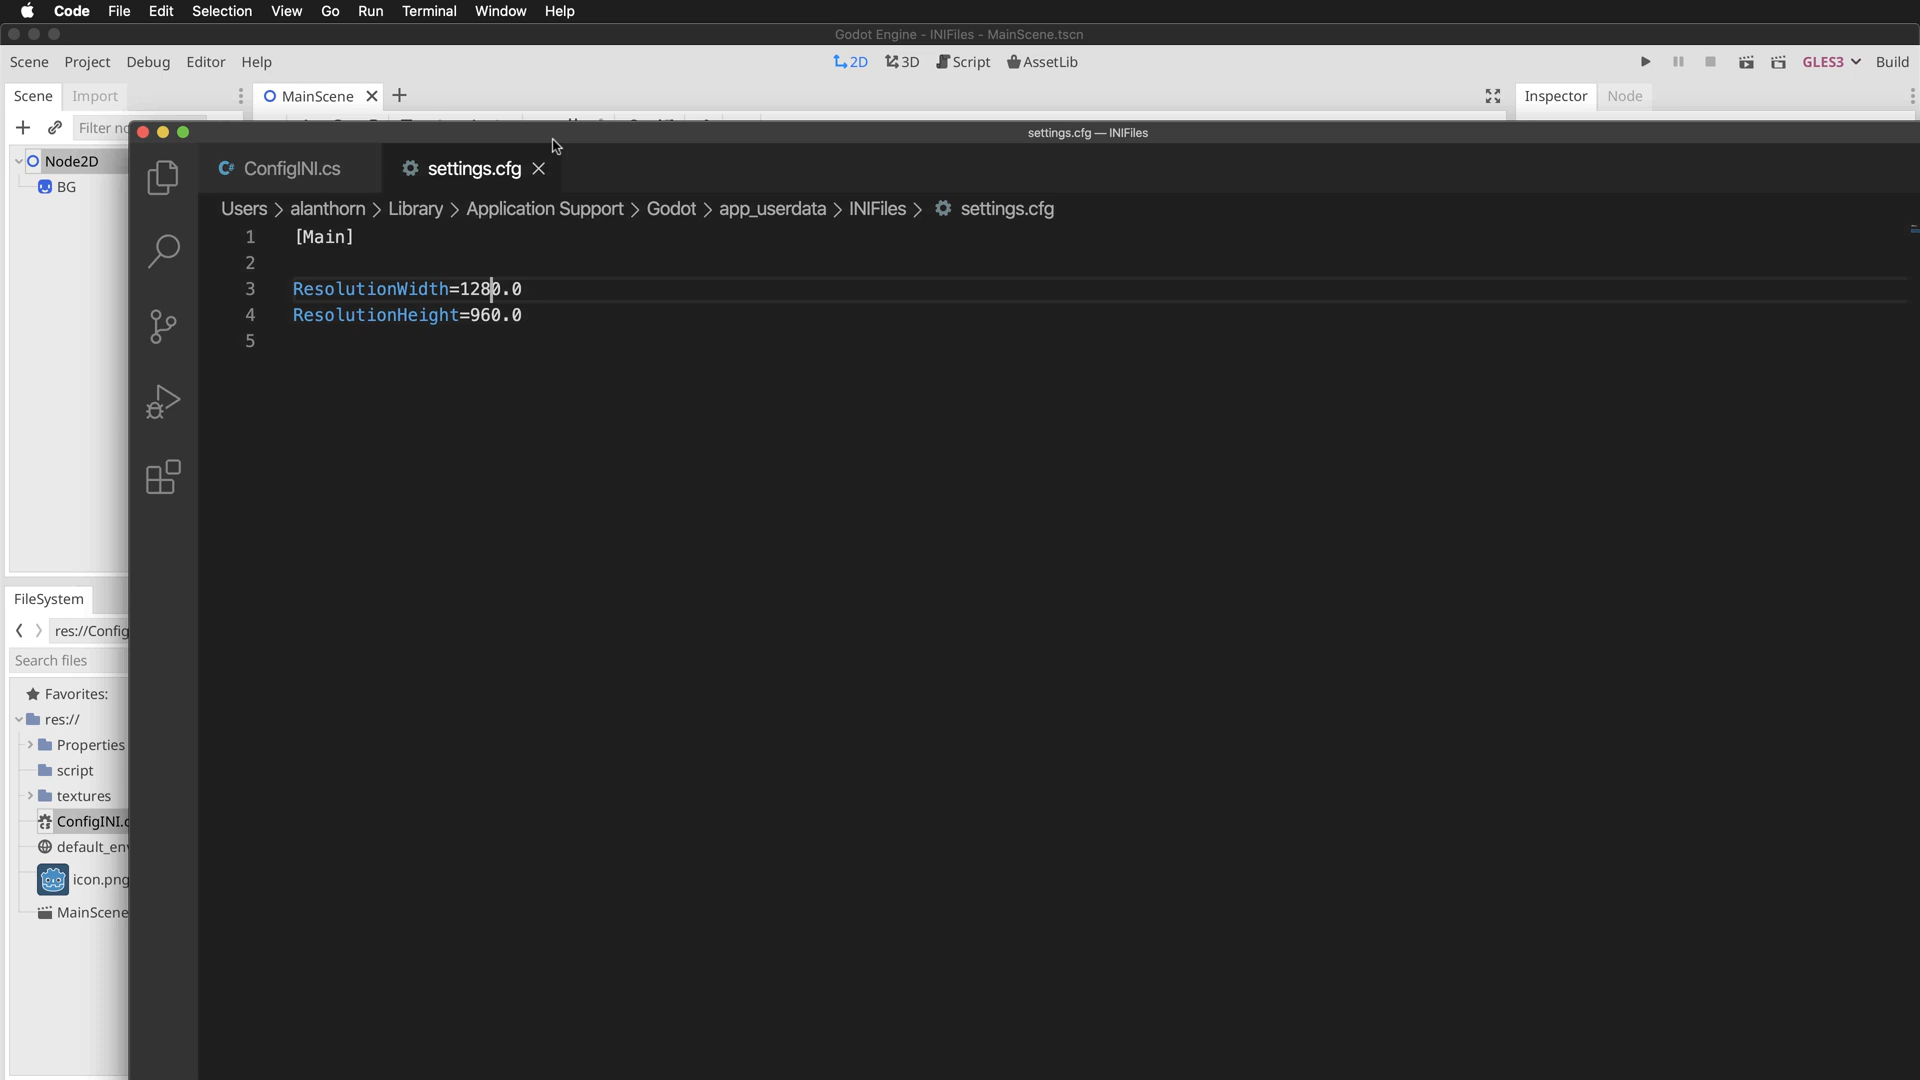 Code File Edit Selection View Go Run Terminal Window Help
Godot Engine - INIFiles - MainScene.tscn
Scene Project Debug Editor Help
2D 3D Script AssetLib
GLES3 Build
Scene Import
MainScene
Inspector Node
Filter
settings.cfg — INIFiles
Node2D
BG
ConfigINI.cs
settings.cfg
Users > alanthorn > Library > Application Support > Godot > app_userdata > INIFiles > settings.cfg
1 [Main]
2
3 ResolutionWidth=1280.0
4 ResolutionHeight=960.0
5
FileSystem
res://Config
Search files
Favorites:
res://
Properties
script
textures
ConfigINI.c
default_en
icon.png
MainScene